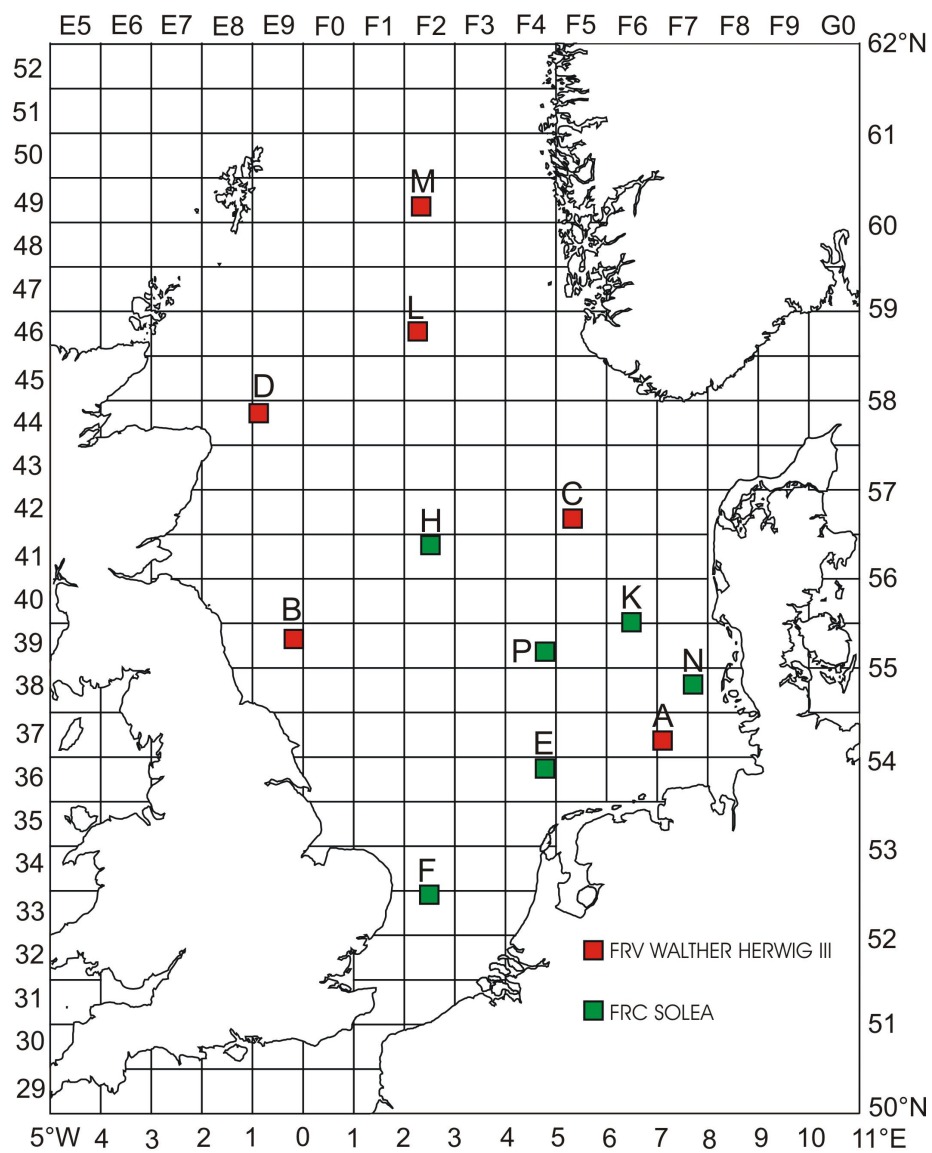 E5 E6 E7 E8 E9 F0 F1 F2 F3 F4 F5 F6 F7 F8 F9 G0
62°N
52
51
61
50
M
49
60
48
47
59
L
46
D
45
58
44
43
57
C
42
H
41
56
K
40
B
P
39
N
55
38
A
37
E
54
36
35
53
34
F
33
FRV WALTHER HERWIG III
52
32
31
FRC SOLEA
51
30
29
50°N
5°W 4 3 2 1 0 1 2 3 4 5 6 7 8 9 10 11°E